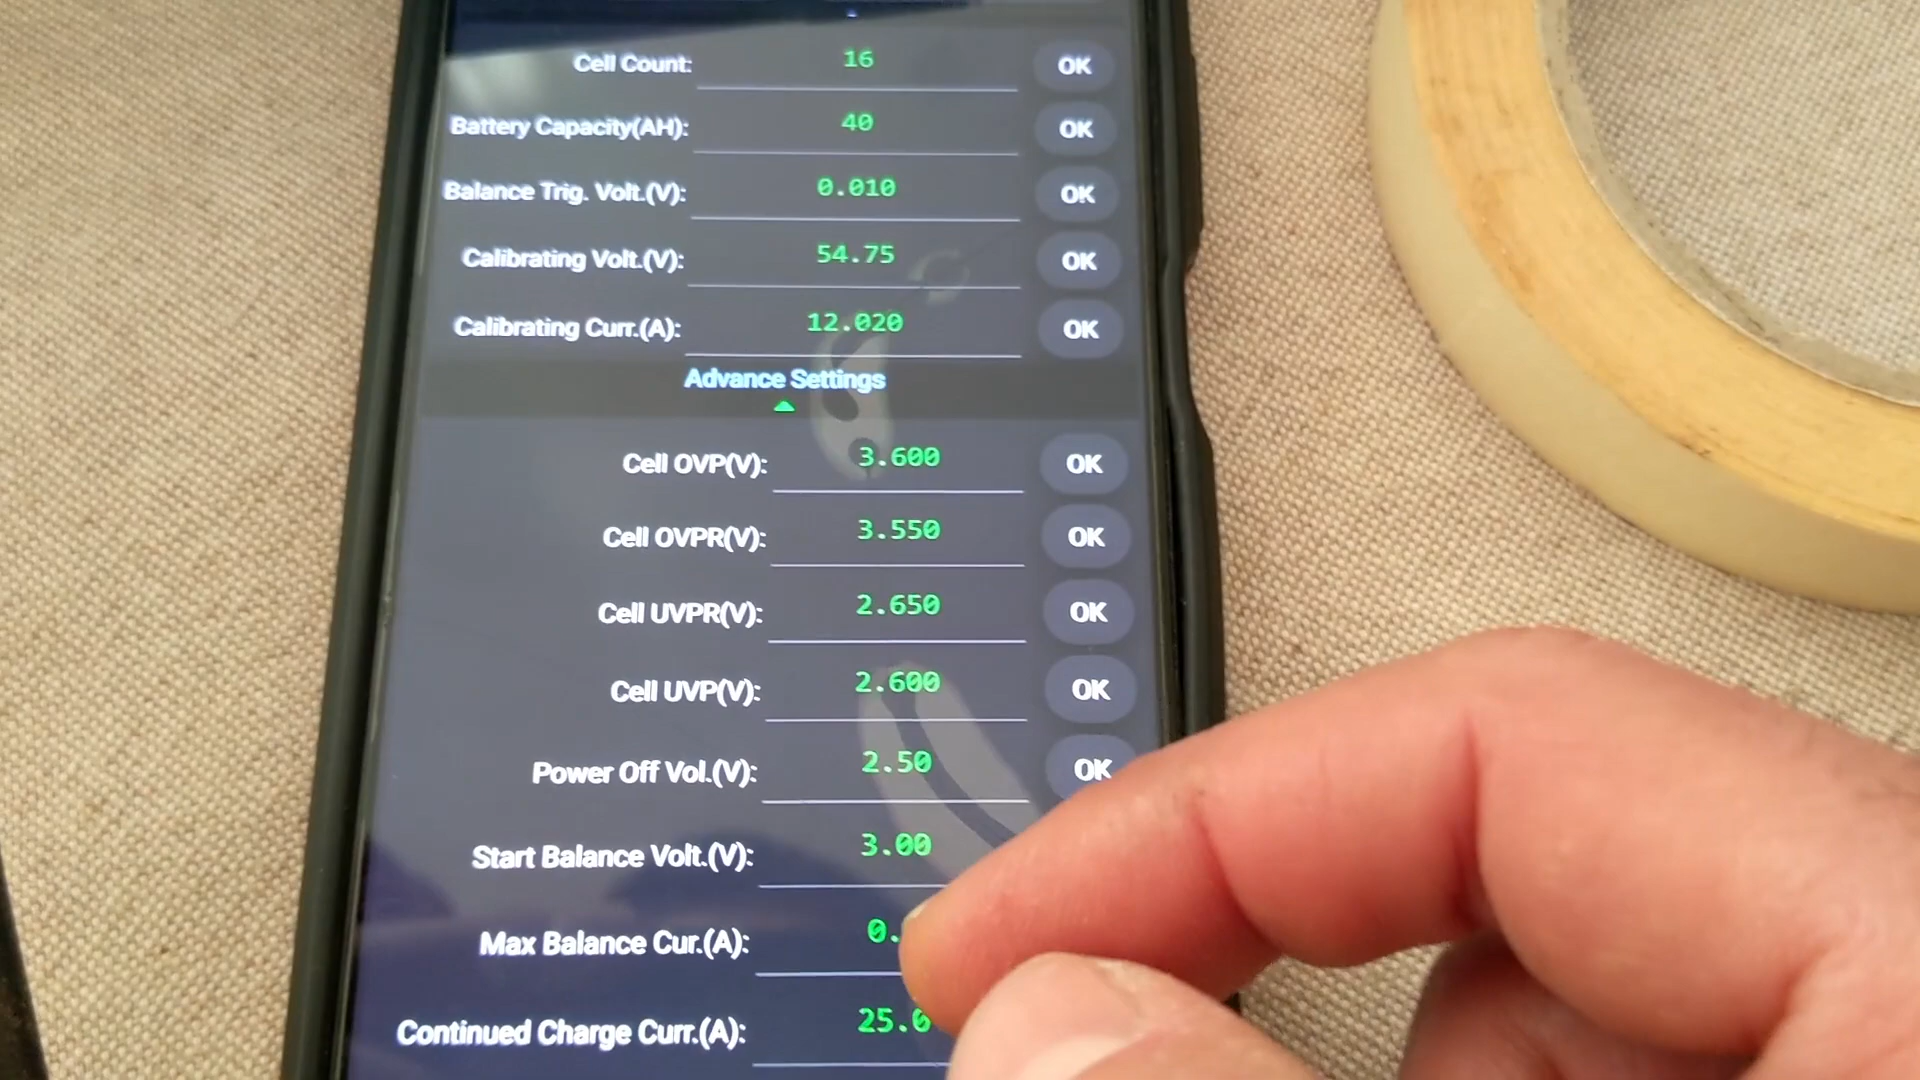 Cell Count: 16 OK
Battery Capacity(AH): 40 OK
Balance Trig. Volt.(V): 0.010 OK
Calibrating Volt.(V): 54.75 OK
Calibrating Curr.(A): 12.020 OK
Advance Settings
Cell OVP(V): 3.600 OK
Cell OVPR(V): 3.550 OK
Cell UVPR(V): 2.650 OK
Cell UVP(V): 2.600 OK
Power Off Vol.(V): 2.50 OK
Start Balance Volt.(V): 3.00
Max Balance Cur.(A): 0.
Continued Charge Curr.(A): 25.0